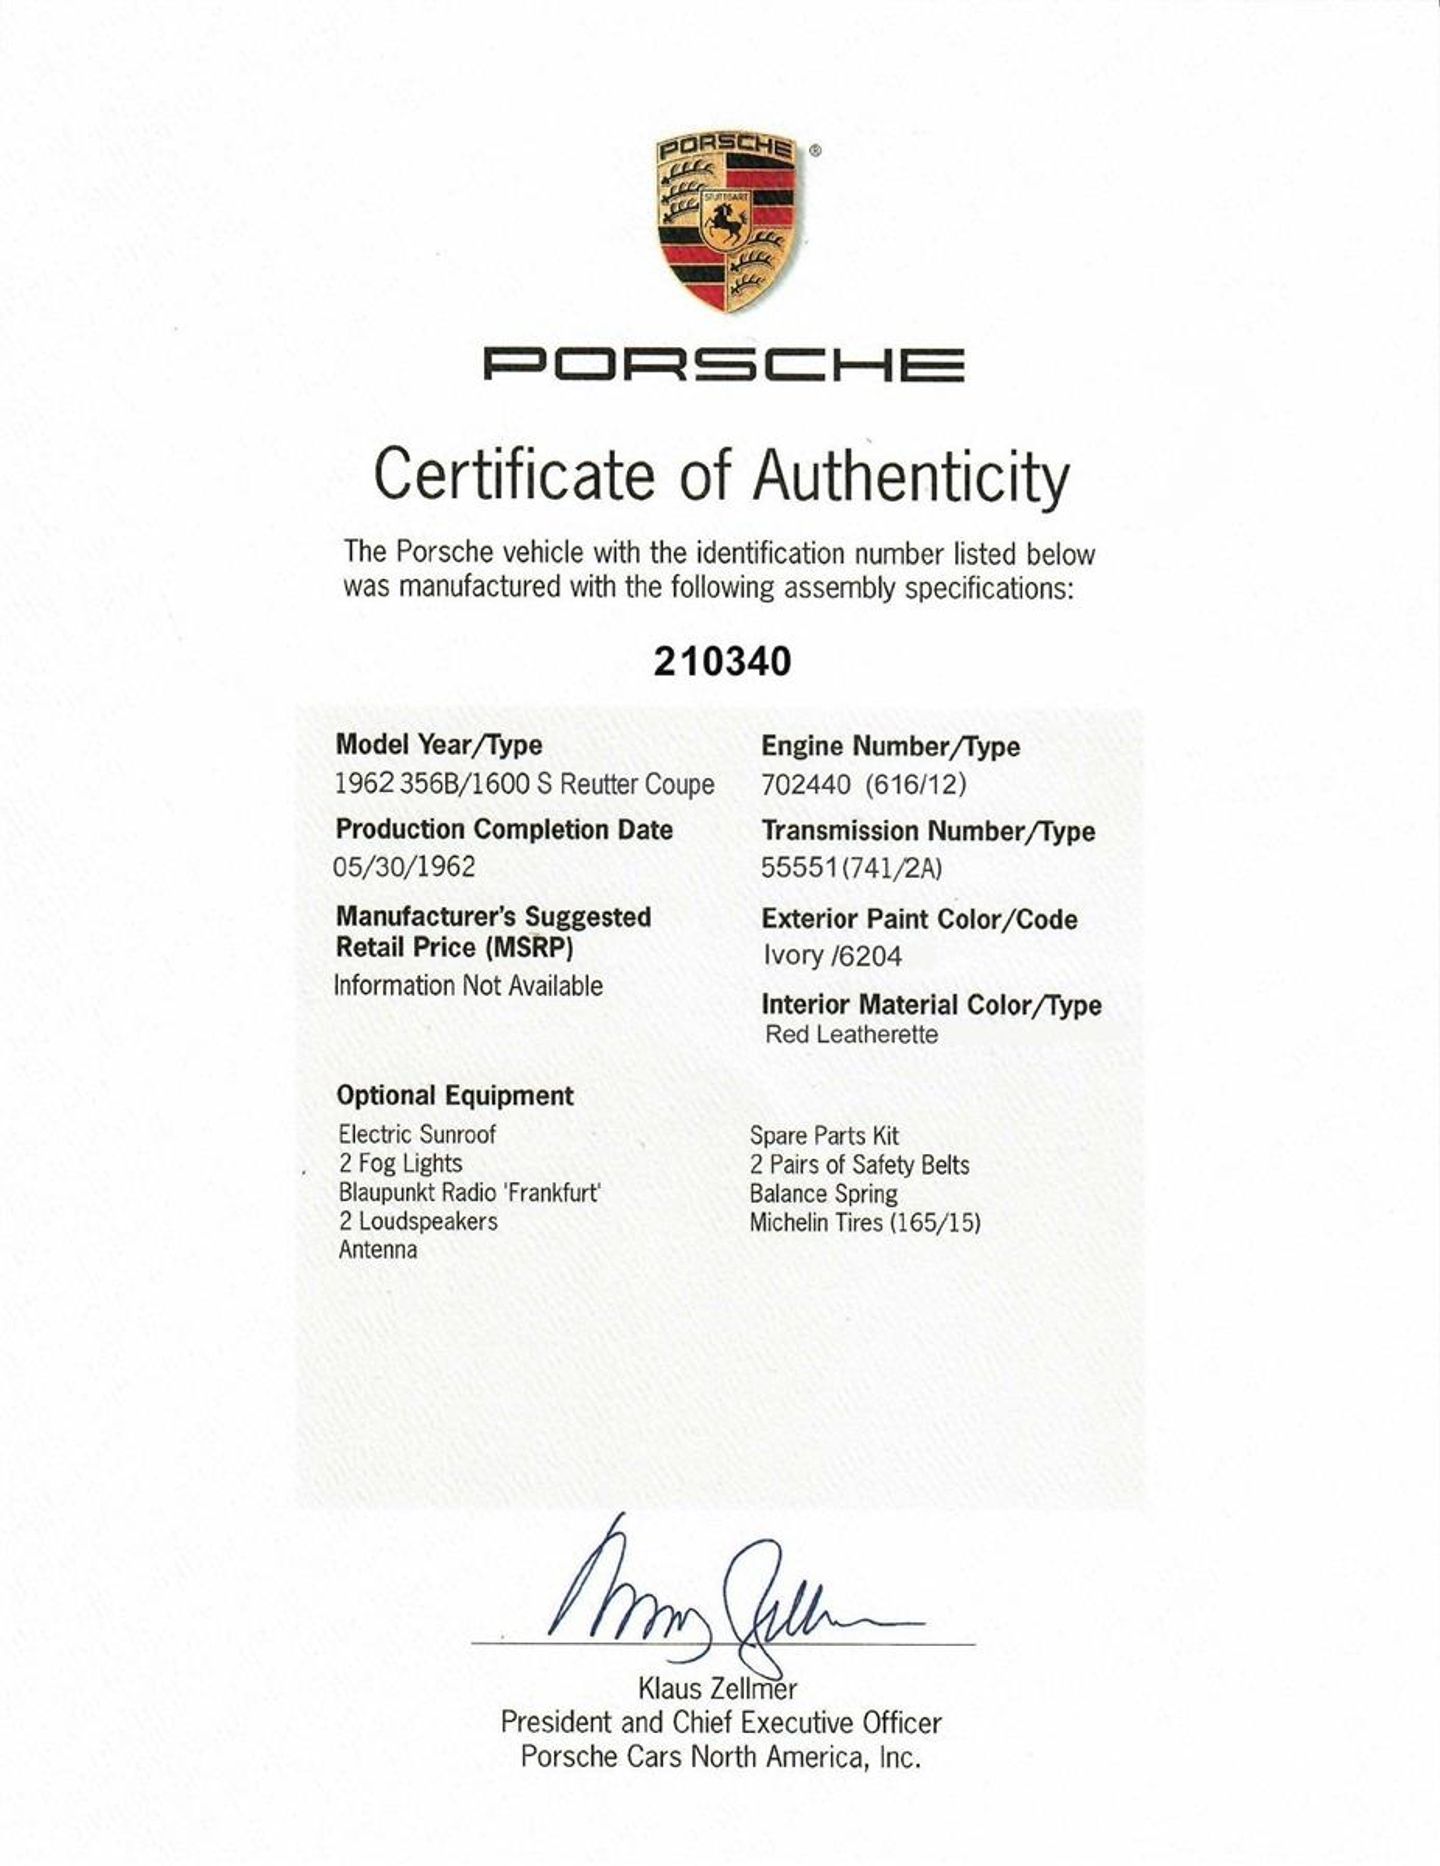 PORSCHE ®
STUTTGART
PORSCHE
Certificate of Authenticity
The Porsche vehicle with the identification number listed below
was manufactured with the following assembly specifications:
210340
Model Year/Type
1962 356B/1600 S Reutter Coupe
Production Completion Date
05/30/1962
Manufacturer's Suggested
Retail Price (MSRP)
Information Not Available
Engine Number/Type
702440 (616/12)
Transmission Number/Type
55551(741/2A)
Exterior Paint Color/Code
Ivory /6204
Interior Material Color/Type
Red Leatherette
Optional Equipment
Electric Sunroof
2 Fog Lights
Blaupunkt Radio 'Frankfurt'
2 Loudspeakers
Antenna
Spare Parts Kit
2 Pairs of Safety Belts
Balance Spring
Michelin Tires (165/15)
Klaus Zellmer
President and Chief Executive Officer
Porsche Cars North America, Inc.